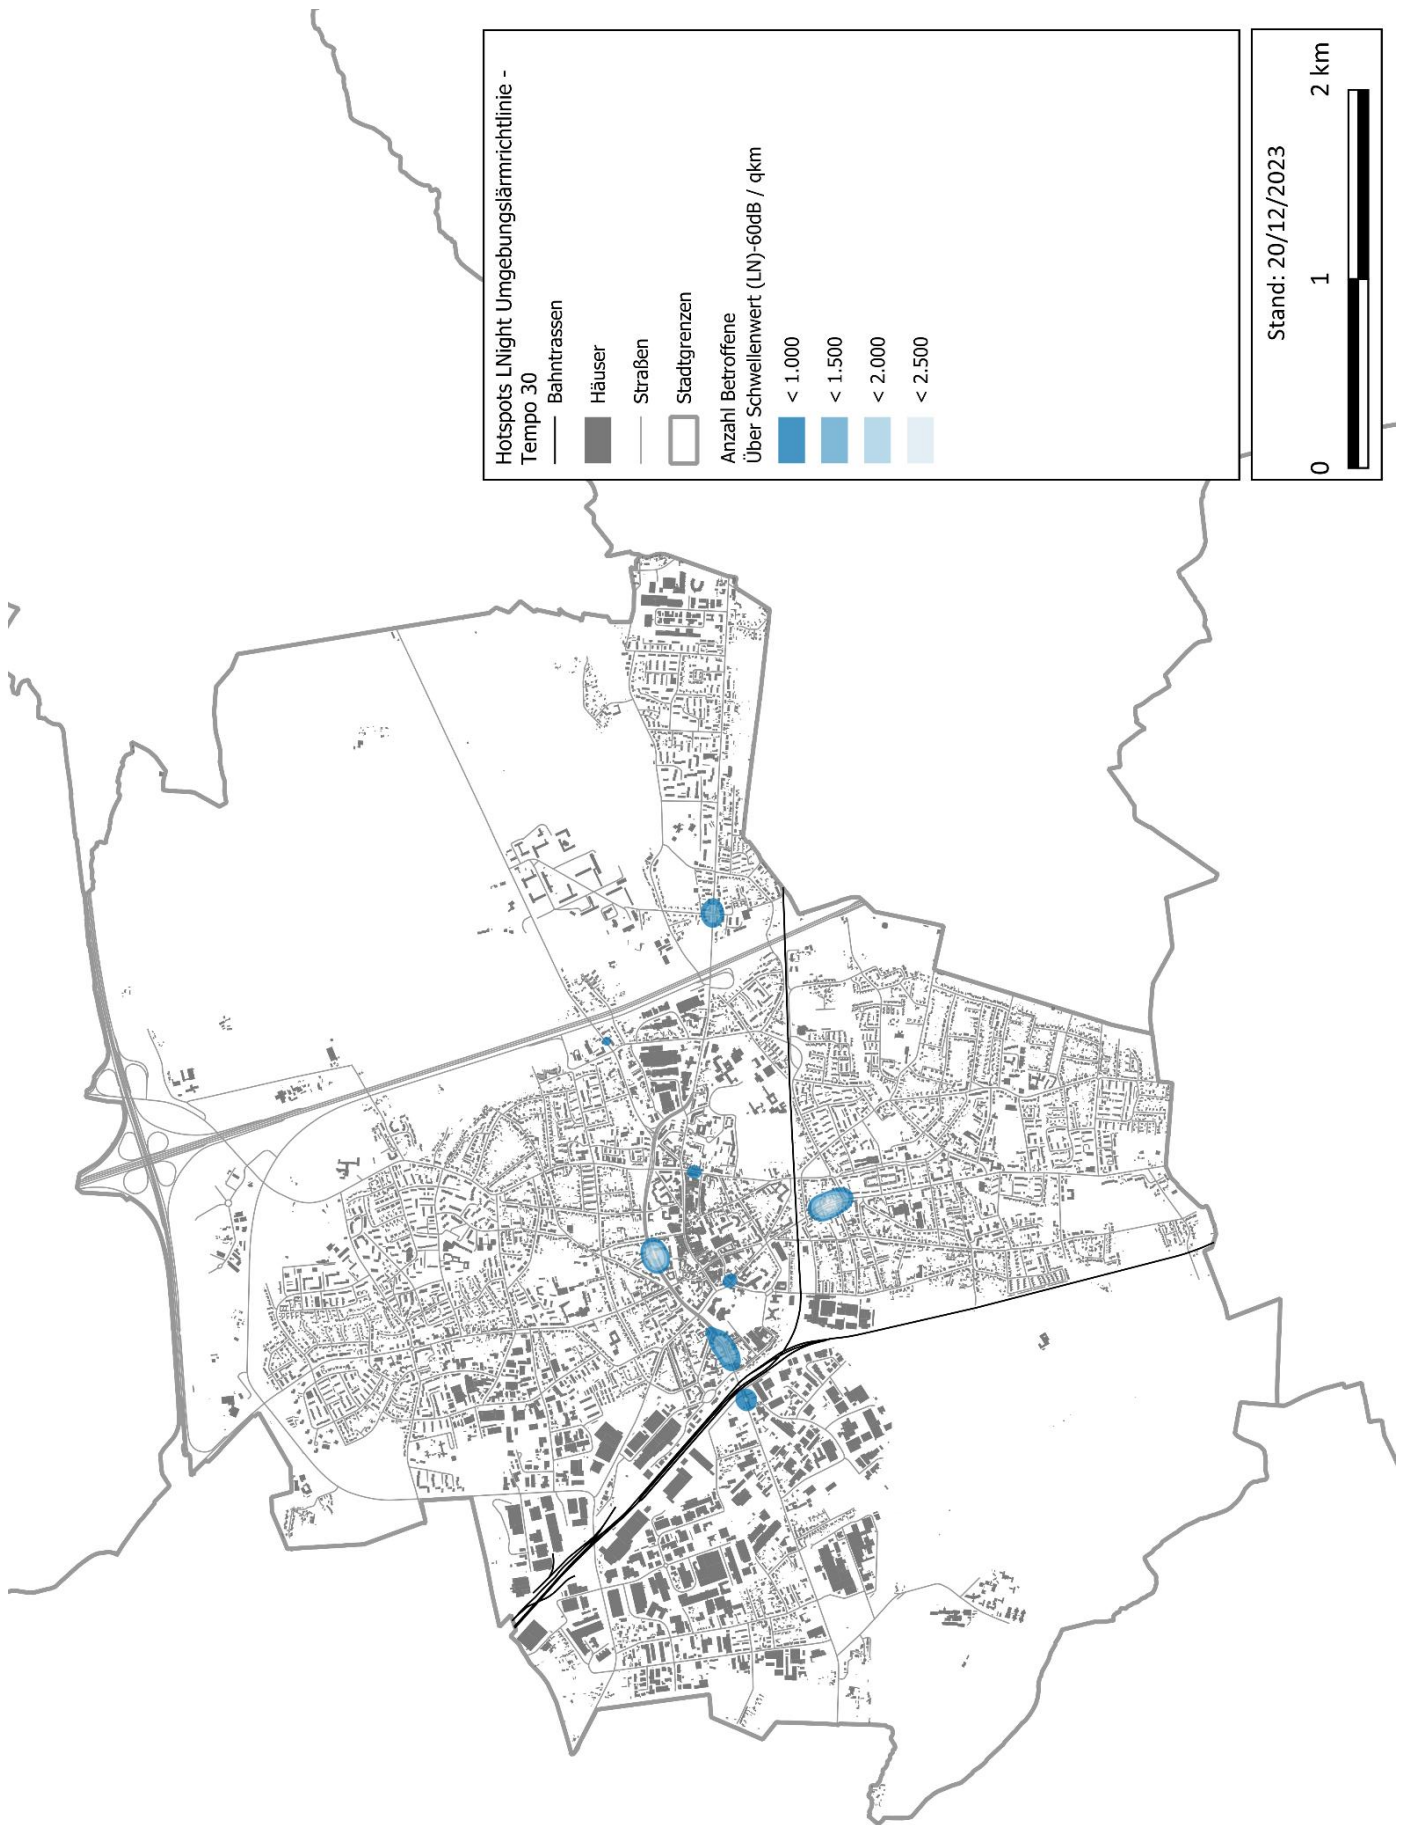 Hotspots LNight Umgebungslärmrichtlinie -
Tempo 30
Bahntrassen
Häuser
Straßen
Stadtgrenzen
Anzahl Betroffene
Über Schwellenwert (LN)-60dB / qkm
< 1.000
< 1.500
< 2.000
< 2.500
Stand: 20/12/2023
0 1 2 km